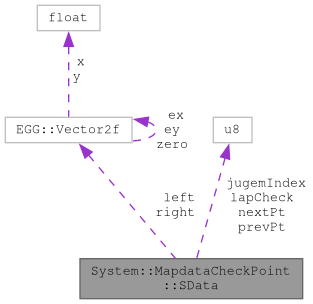 float
x
y
EGG::Vector2f
ex
ey
zero
u8
left
right
jugemIndex
lapCheck
nextPt
prevPt
System::MapdataCheckPoint
::SData